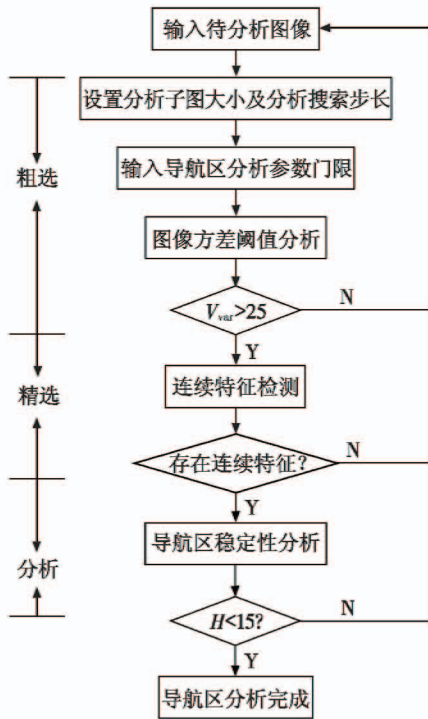 输入待分析图像
设置分析子图大小及分析搜索步长
粗选
输入导航区分析参数门限
图像方差阈值分析
Vvar>25
N
Y
精选
连续特征检测
存在连续特征?
N
Y
分析
导航区稳定性分析
H<15?
N
Y
导航区分析完成